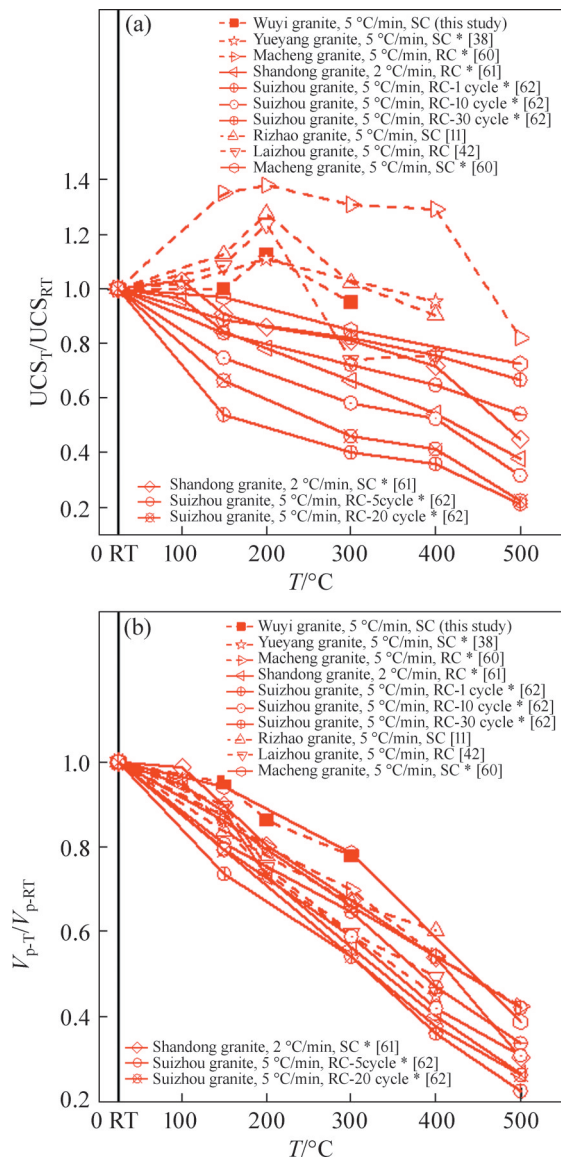 (a)
Wuyi granite, 5 °C/min, SC (this study)
Yueyang granite, 5 °C/min, SC * [38]
Macheng granite, 5 °C/min, RC * [60]
Shandong granite, 2 °C/min, RC * [61]
Suizhou granite, 5 °C/min, RC-1 cycle * [62]
Suizhou granite, 5 °C/min, RC-10 cycle * [62]
Suizhou granite, 5 °C/min, RC-30 cycle * [62]
Rizhao granite, 5 °C/min, SC [11]
Laizhou granite, 5 °C/min, RC [42]
Macheng granite, 5 °C/min, SC * [60]
1.4
1.2
1.0
0.8
0.6
0.4
0.2
UCS_T/UCS_RT
Shandong granite, 2 °C/min, SC * [61]
Suizhou granite, 5 °C/min, RC-5cycle * [62]
Suizhou granite, 5 °C/min, RC-20 cycle * [62]
0 RT 100 200 300 400 500
T/°C
(b)
Wuyi granite, 5 °C/min, SC (this study)
Yueyang granite, 5 °C/min, SC * [38]
Macheng granite, 5 °C/min, RC * [60]
Shandong granite, 2 °C/min, RC * [61]
Suizhou granite, 5 °C/min, RC-1 cycle * [62]
Suizhou granite, 5 °C/min, RC-10 cycle * [62]
Suizhou granite, 5 °C/min, RC-30 cycle * [62]
Rizhao granite, 5 °C/min, SC [11]
Laizhou granite, 5 °C/min, RC [42]
Macheng granite, 5 °C/min, SC * [60]
1.0
0.8
0.6
0.4
0.2
V_p-T/V_p-RT
Shandong granite, 2 °C/min, SC * [61]
Suizhou granite, 5 °C/min, RC-5cycle * [62]
Suizhou granite, 5 °C/min, RC-20 cycle * [62]
0 RT 100 200 300 400 500
T/°C